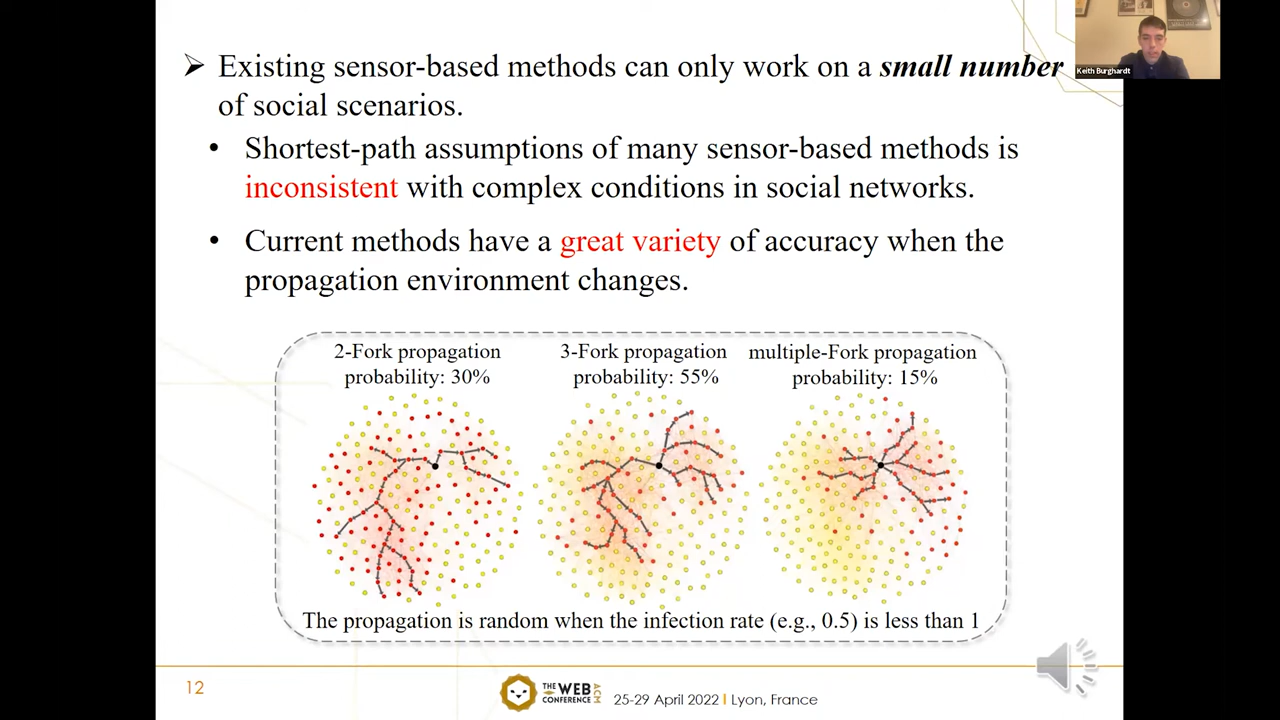 Existing sensor-based methods can only work on a small number
of social scenarios.
Keith Burghardt
• Shortest-path assumptions of many sensor-based methods is
inconsistent with complex conditions in social networks.
• Current methods have a great variety of accuracy when the
propagation environment changes.
2-Fork propagation
probability: 30%
3-Fork propagation
probability: 55%
multiple-Fork propagation
probability: 15%
The propagation is random when the infection rate (e.g., 0.5) is less than 1
12
THE WEB
CONFERENCE
ACM
25-29 April 2022 | Lyon, France